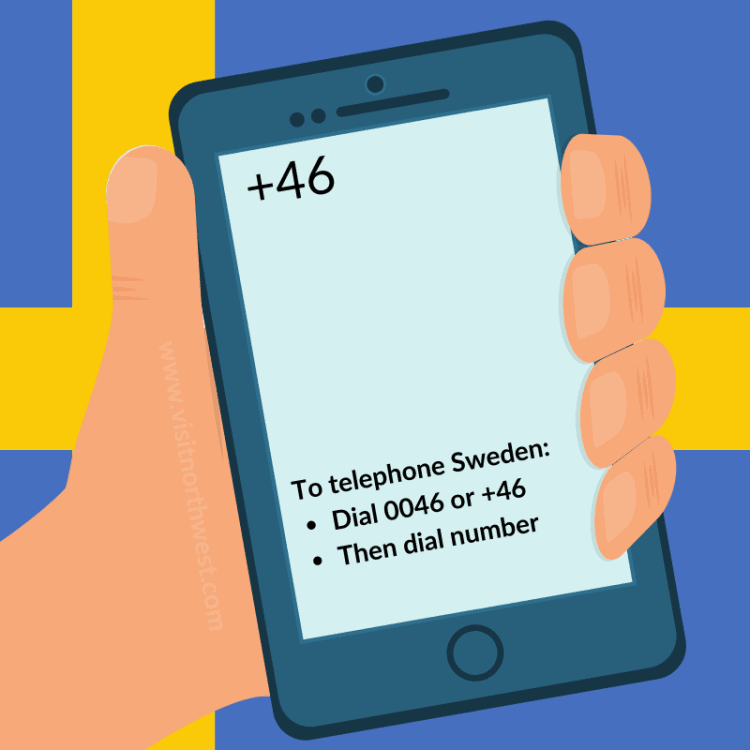 +46
To telephone Sweden:
• Dial 0046 or +46
• Then dial number
www.visitnorthwest.com